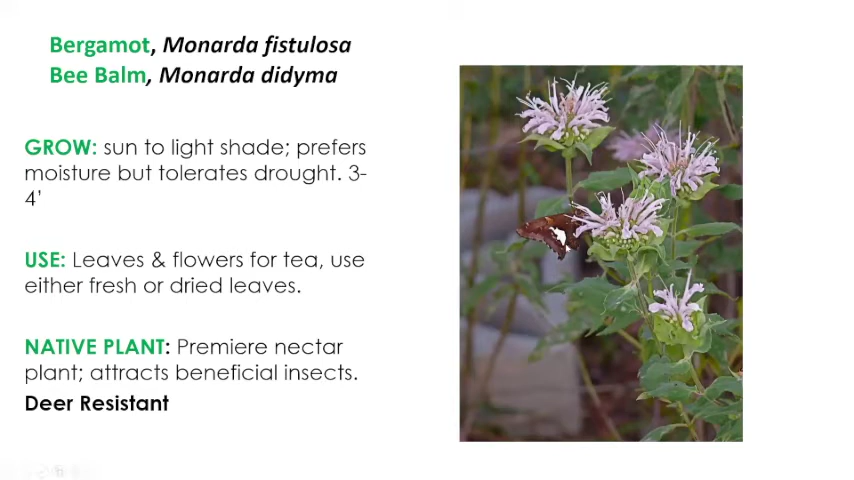 Bergamot, Monarda fistulosa
Bee Balm, Monarda didyma
GROW: sun to light shade; prefers
moisture but tolerates drought. 3-
4’
USE: Leaves & flowers for tea, use
either fresh or dried leaves.
NATIVE PLANT: Premiere nectar
plant; attracts beneficial insects.
Deer Resistant